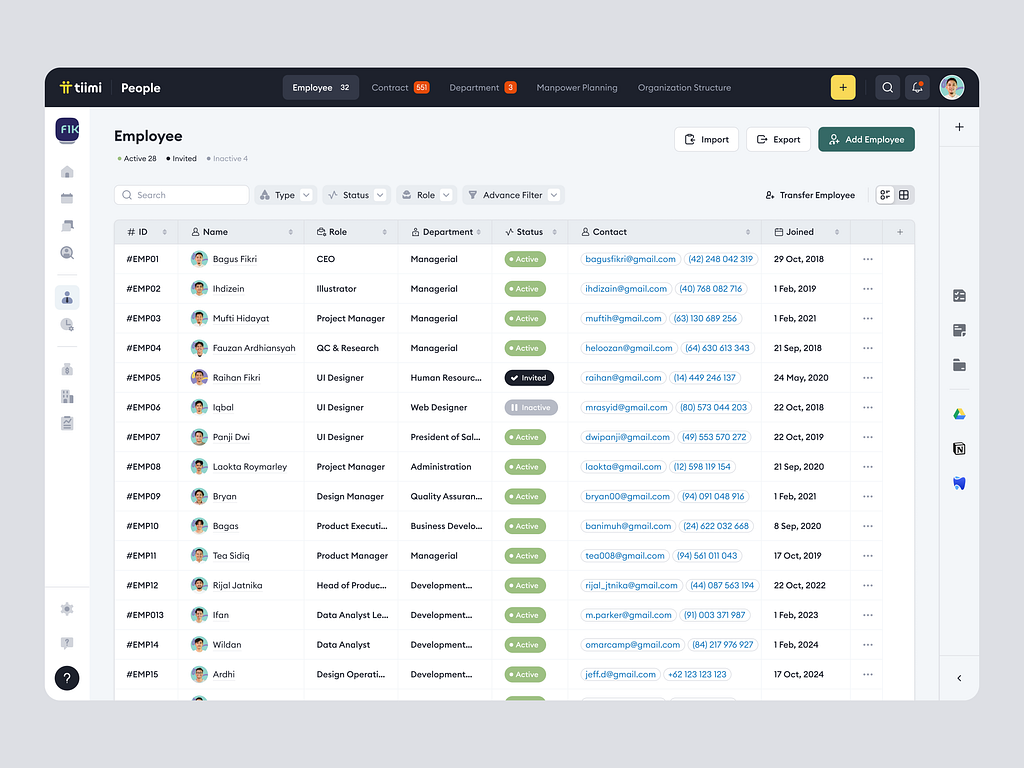 tiimi People Employee 32 Contract 551 Department 3 Manpower Planning Organization Structure +
F1K
Employee
Import Export Add Employee
Active 28 Invited Inactive 4
Search Type Status Role Advance Filter Transfer Employee
# ID Name Role Department Status Contact Joined +
#EMP01 Bagus Fikri CEO Managerial Active bagusfikri@gmail.com (42) 248 042 319 29 Oct, 2018 ...
#EMP02 Ihdizein Illustrator Managerial Active ihdizain@gmail.com (40) 768 082 716 1 Feb, 2019 ...
#EMP03 Mufti Hidayat Project Manager Managerial Active muftih@gmail.com (63) 130 689 256 1 Feb, 2021 ...
#EMP04 Fauzan Ardhiansyah QC & Research Managerial Active heloozan@gmail.com (64) 630 613 343 21 Sep, 2018 ...
#EMP05 Raihan Fikri UI Designer Human Resourc... Invited raihan@gmail.com (14) 449 246 137 24 May, 2020 ...
#EMP06 Iqbal UI Designer Web Designer Inactive mrasyid@gmail.com (80) 573 044 203 22 Oct, 2018 ...
#EMP07 Panji Dwi UI Designer President of Sal... Active dwipanji@gmail.com (49) 553 570 272 22 Oct, 2019 ...
#EMP08 Laokta Roymarley Project Manager Administration Active laokta@gmail.com (12) 598 119 154 21 Sep, 2020 ...
#EMP09 Bryan Design Manager Quality Assuran... Active bryan00@gmail.com (94) 091 048 916 1 Feb, 2021 ...
#EMP10 Bagas Product Executi... Business Develo... Active banimuh@gmail.com (24) 622 032 668 8 Sep, 2020 ...
#EMP11 Tea Sidiq Product Manager Managerial Active tea008@gmail.com (94) 561 011 043 17 Oct, 2019 ...
#EMP12 Rijal Jatnika Head of Produc... Development... Active rijal_jtnika@gmail.com (44) 087 563 194 22 Oct, 2022 ...
#EMP013 Ifan Data Analyst Le... Development... Active m.parker@gmail.com (91) 003 371 987 1 Feb, 2023 ...
#EMP14 Wildan Data Analyst Development... Active omarcamp@gmail.com (84) 217 976 927 1 Feb, 2024 ...
#EMP15 Ardhi Design Operati... Development... Active jeff.d@gmail.com +62 123 123 123 17 Oct, 2024 ...
?